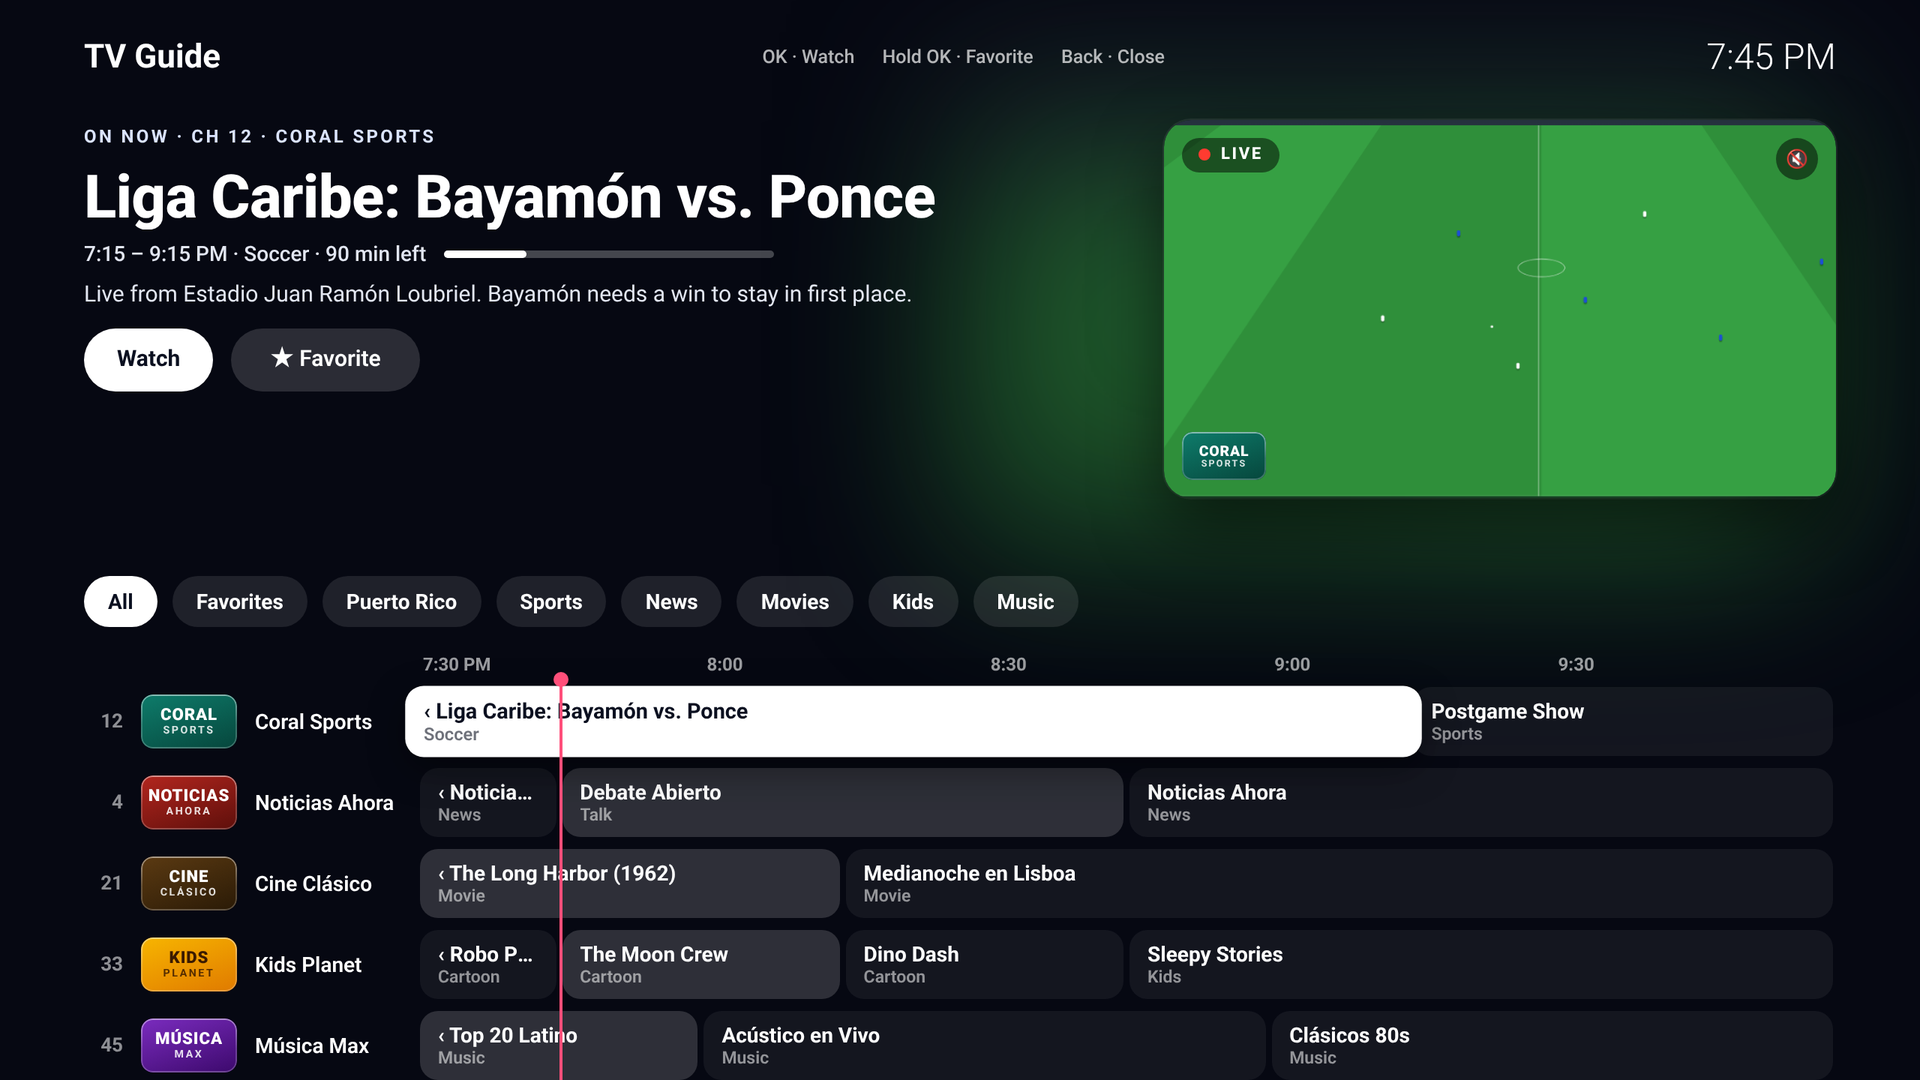 TV Guide
OK · Watch Hold OK · Favorite Back · Close
7:45 PM
ON NOW · CH 12 · CORAL SPORTS
Liga Caribe: Bayamón vs. Ponce
7:15 – 9:15 PM · Soccer · 90 min left
Live from Estadio Juan Ramón Loubriel. Bayamón needs a win to stay in first place.
Watch
★ Favorite
LIVE
CORAL
SPORTS
All Favorites Puerto Rico Sports News Movies Kids Music
7:30 PM 8:00 8:30 9:00 9:30
12
CORAL
SPORTS
Coral Sports
‹ Liga Caribe: Bayamón vs. Ponce
Soccer
Postgame Show
Sports
4
NOTICIAS
AHORA
Noticias Ahora
‹ Noticia...
News
Debate Abierto
Talk
Noticias Ahora
News
21
CINE
CLÁSICO
Cine Clásico
‹ The Long Harbor (1962)
Movie
Medianoche en Lisboa
Movie
33
KIDS
PLANET
Kids Planet
‹ Robo P...
Cartoon
The Moon Crew
Cartoon
Dino Dash
Cartoon
Sleepy Stories
Kids
45
MÚSICA
MAX
Música Max
‹ Top 20 Latino
Music
Acústico en Vivo
Music
Clásicos 80s
Music